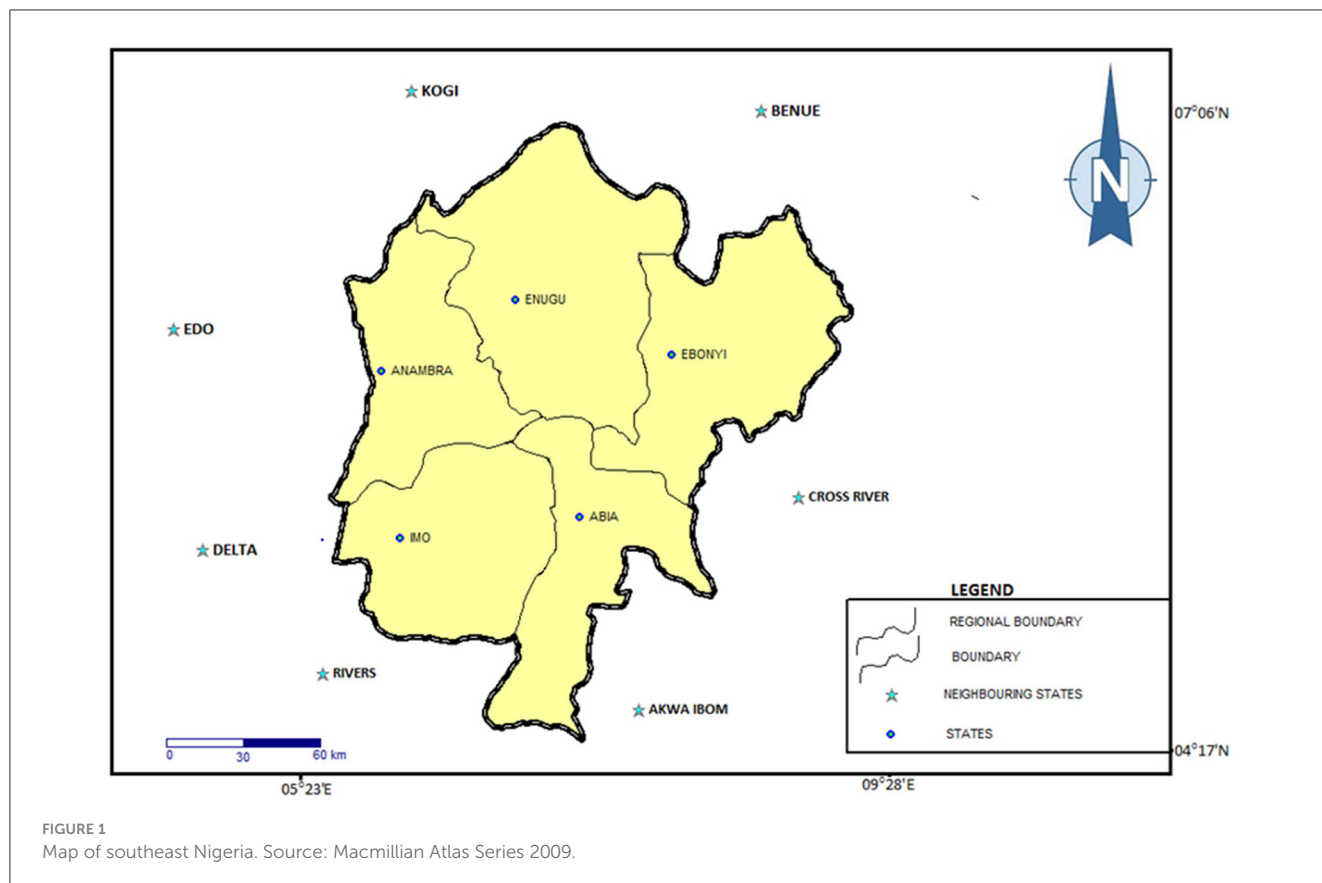 KOGI
BENUE
07°06'N
N
ENUGU
EDO
EBONYI
ANAMBRA
CROSS RIVER
ABIA
IMO
DELTA
LEGEND
REGIONAL BOUNDARY
BOUNDARY
RIVERS
NEIGHBOURING STATES
AKWA IBOM
STATES
04°17'N
0 30 60 km
05°23'E
09°28'E
FIGURE 1
Map of southeast Nigeria. Source: Macmillian Atlas Series 2009.